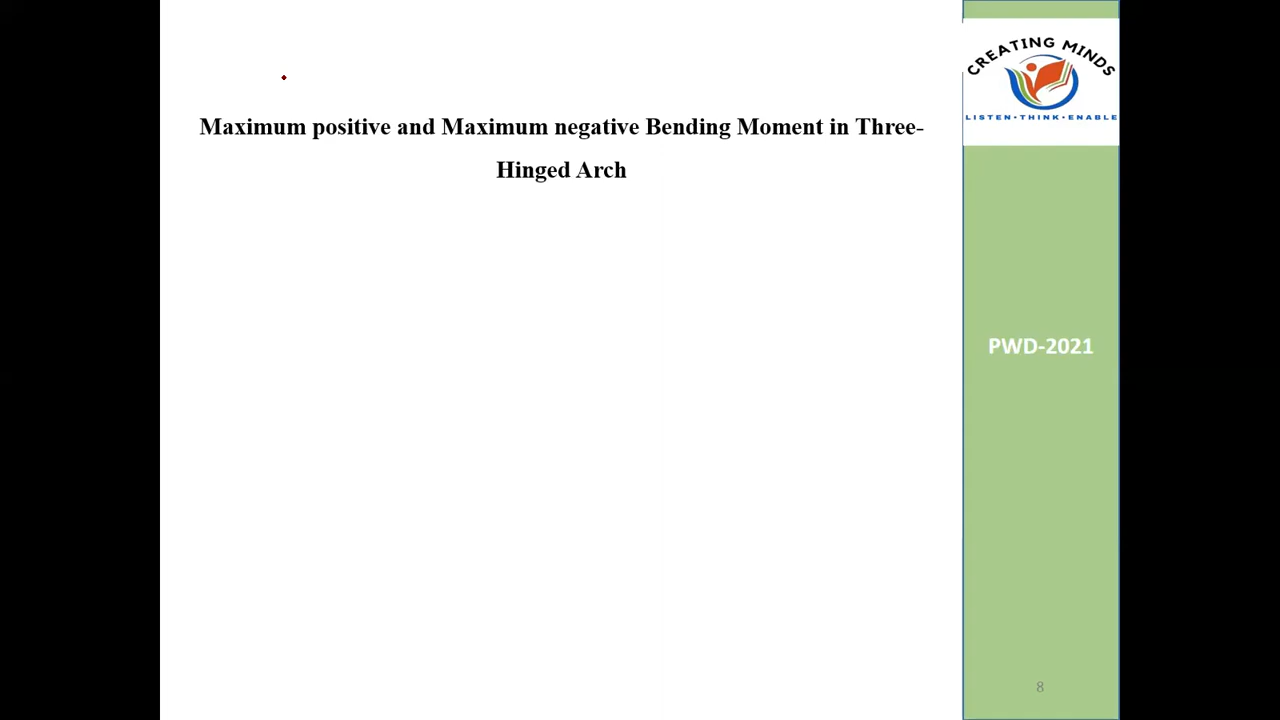 CREATING MINDS
LISTEN•THINK•ENABLE
Maximum positive and Maximum negative Bending Moment in Three-
Hinged Arch
PWD-2021
8